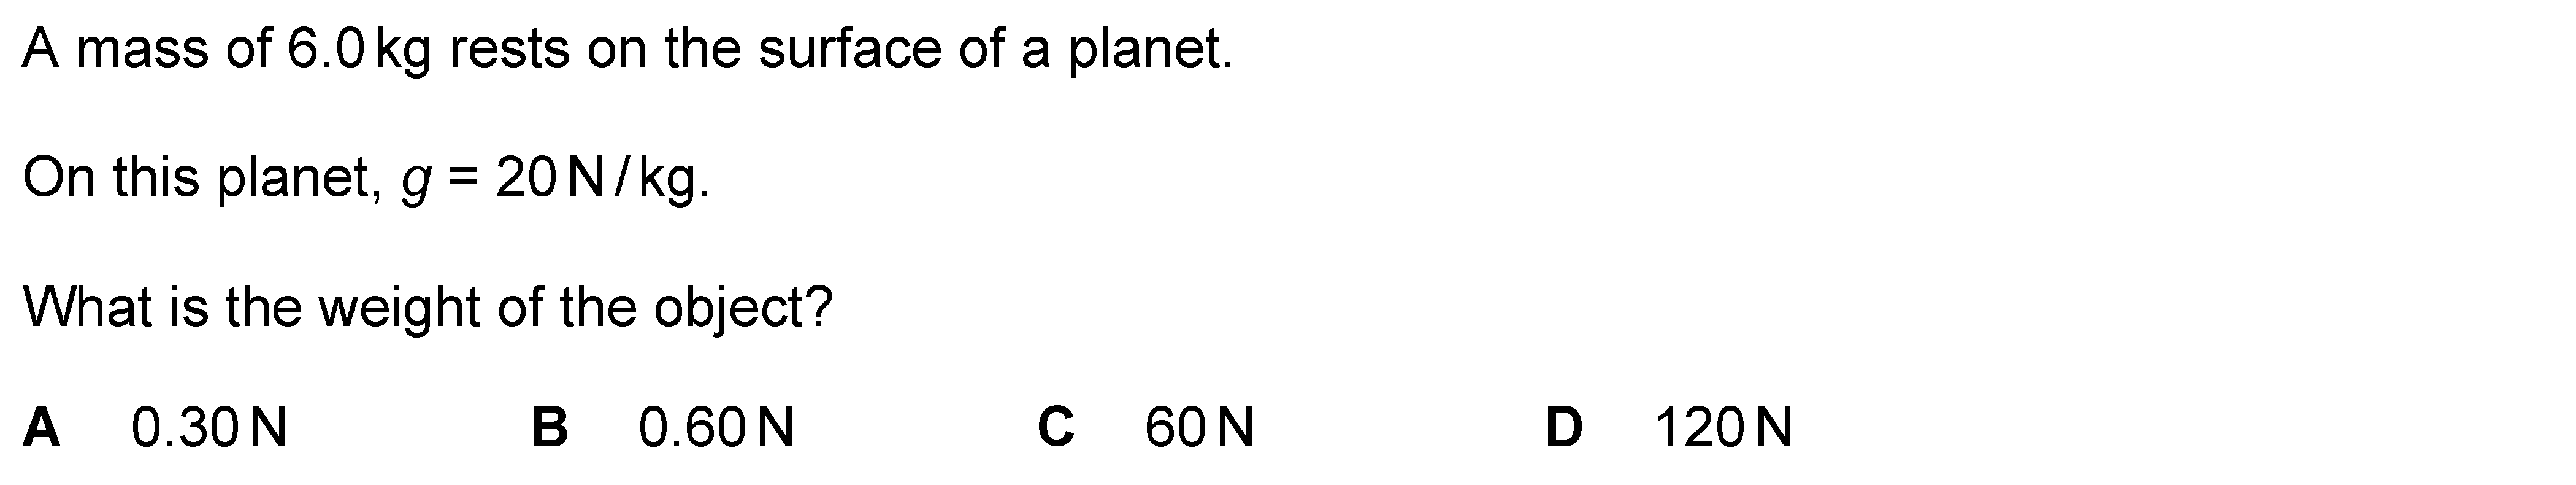 A mass of 6.0 kg rests on the surface of a planet.
On this planet, g = 20 N / kg.
What is the weight of the object?
A 0.30 N B 0.60 N C 60 N D 120 N